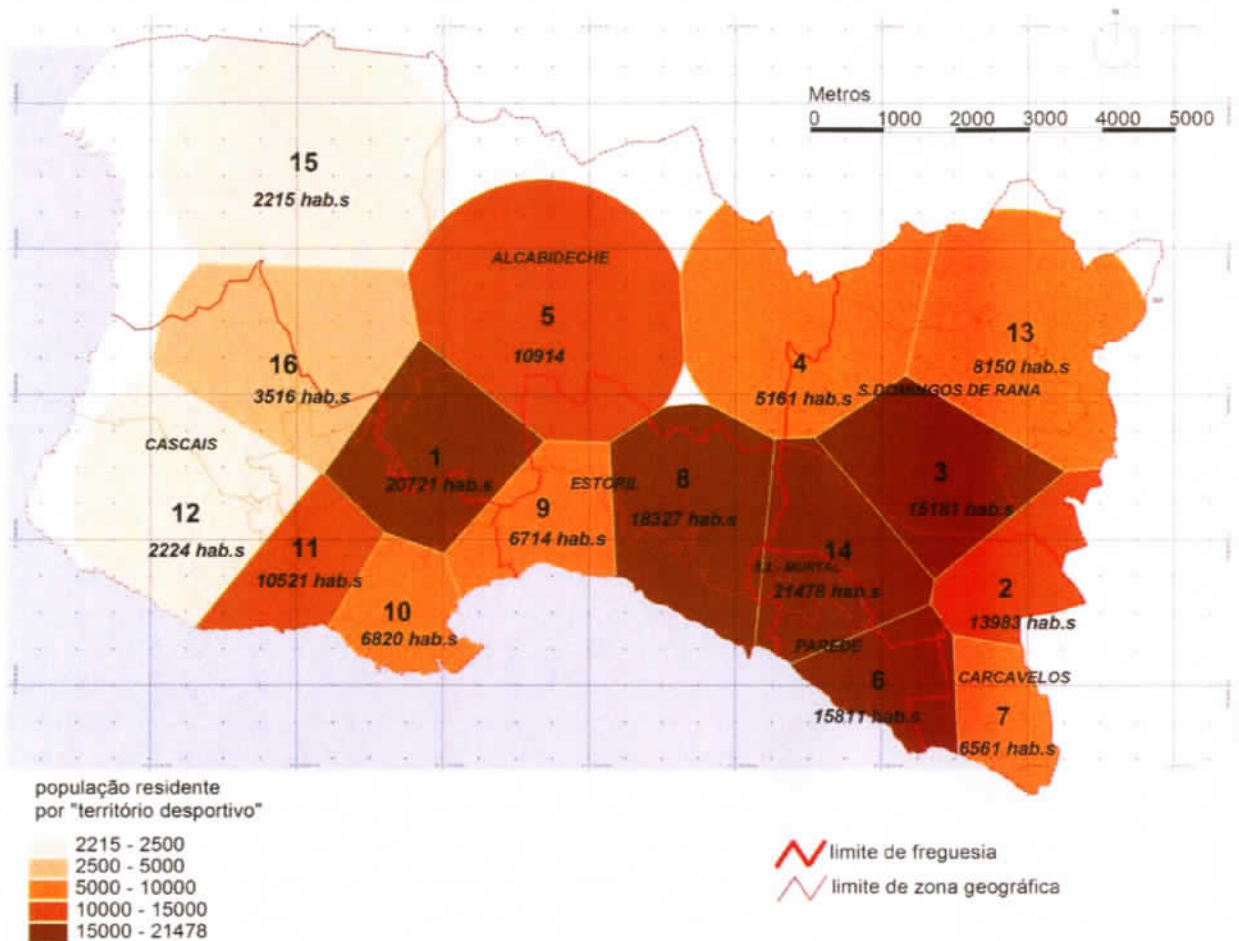 Metros
0 1000 2000 3000 4000 5000
15
2215 hab.s
ALCABIDECHE
5
10914
13
8150 hab.s
16
3516 hab.s
4
5161 hab.s
S.DOMINGOS DE RANA
CASCAIS
1
20721 hab.s
ESTORIL
8
18327 hab.s
3
15181 hab.s
12
2224 hab.s
9
6714 hab.s
11
10521 hab.s
14
21478 hab.s
2
13983 hab.s
10
6820 hab.s
PAREDE
6
15811 hab.s
CARCAVELOS
7
6561 hab.s
população residente
por "território desportivo"
2215 - 2500
2500 - 5000
5000 - 10000
10000 - 15000
15000 - 21478
limite de freguesia
limite de zona geográfica